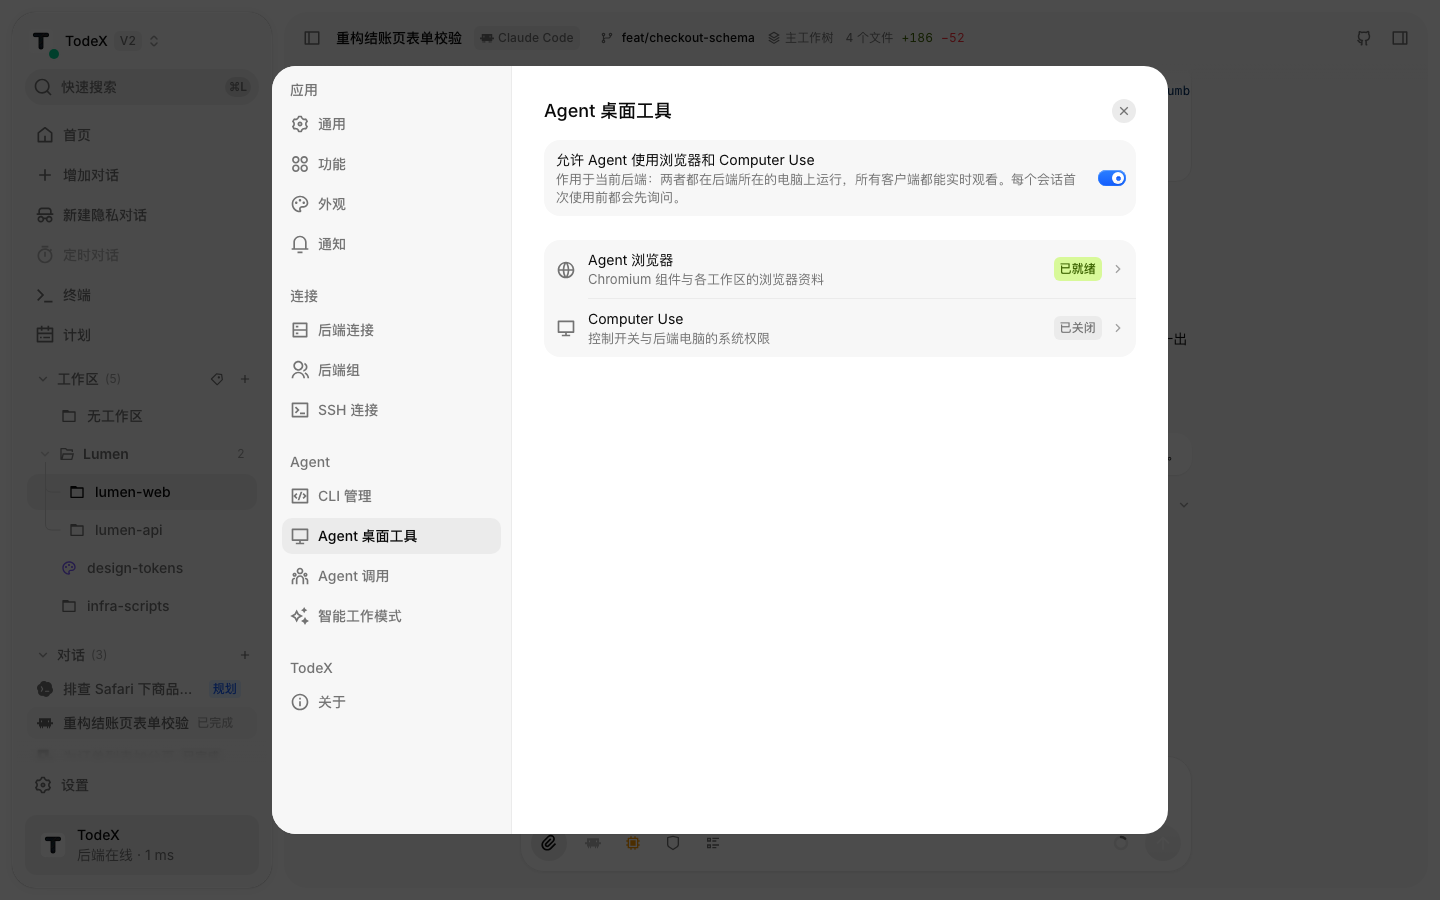 TodeX V2
快速搜索 ⌘L
首页
增加对话
新建隐私对话
定时对话
终端
计划
工作区 (5)
无工作区
Lumen 2
lumen-web
lumen-api
design-tokens
infra-scripts
对话 (3)
排查 Safari 下商品... 规划
重构结账页表单校验 已完成
设置
TodeX
后端在线 · 1 ms
重构结账页表单校验 Claude Code feat/checkout-schema 主工作树 4 个文件 +186 −52
umb
出
应用
通用
功能
外观
通知
连接
后端连接
后端组
SSH 连接
Agent
CLI 管理
Agent 桌面工具
Agent 调用
智能工作模式
TodeX
关于
Agent 桌面工具
允许 Agent 使用浏览器和 Computer Use
作用于当前后端：两者都在后端所在的电脑上运行，所有客户端都能实时观看。每个会话首
次使用前都会先询问。
Agent 浏览器
Chromium 组件与各工作区的浏览器资料
已就绪
Computer Use
控制开关与后端电脑的系统权限
已关闭